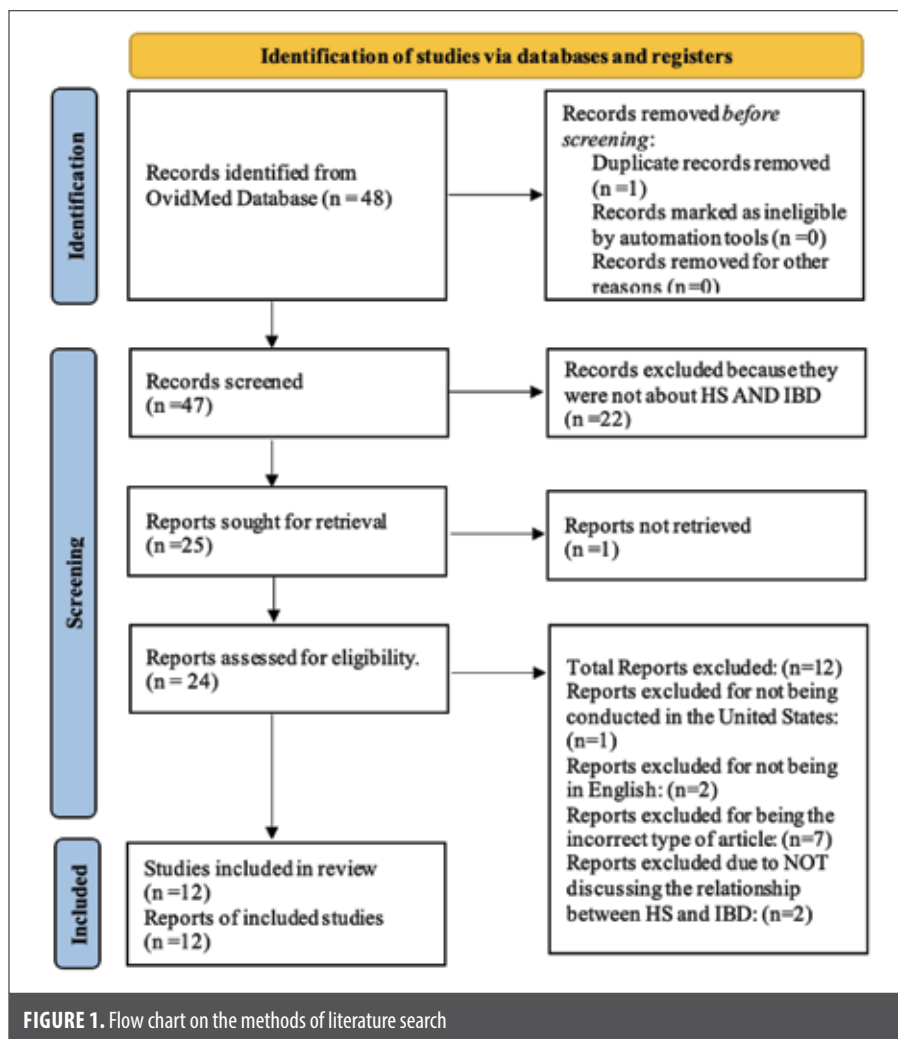 Identification of studies via databases and registers
Identification
Records identified from
OvidMed Database (n = 48)
Records removed before
screening:
Duplicate records removed
(n =1)
Records marked as ineligible
by automation tools (n =0)
Records removed for other
reasons (n=0)
Screening
Records screened
(n =47)
Records excluded because they
were not about HS AND IBD
(n =22)
Reports sought for retrieval
(n =25)
Reports not retrieved
(n =1)
Reports assessed for eligibility.
(n = 24)
Total Reports excluded: (n=12)
Reports excluded for not being
conducted in the United States:
(n=1)
Reports excluded for not being
in English: (n=2)
Reports excluded for being the
incorrect type of article: (n=7)
Reports excluded due to NOT
discussing the relationship
between HS and IBD: (n=2)
Included
Studies included in review
(n =12)
Reports of included studies
(n =12)
FIGURE 1. Flow chart on the methods of literature search